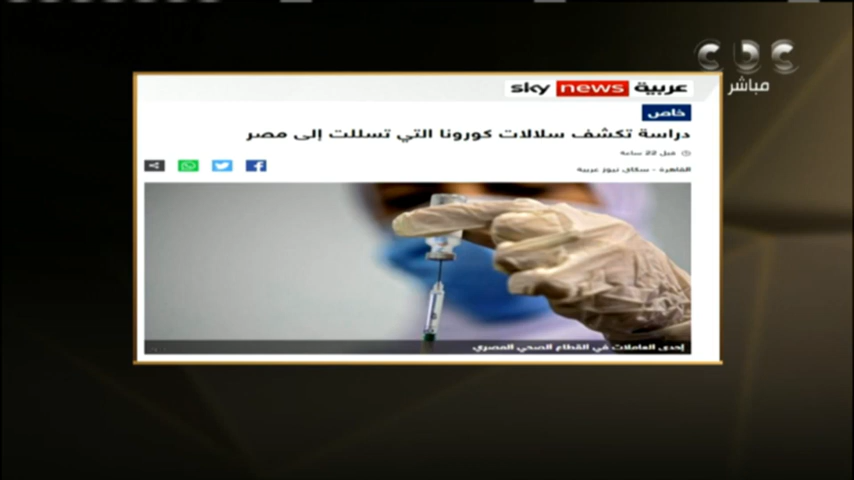 cbc
مباشر
sky news عربية
خاص
دراسة تكشف سلالات كورونا التي تسللت إلى مصر
قبل 22 ساعة
القاهرة - سكاي نيوز عربية
إحدى العاملات في القطاع الصحي المصري